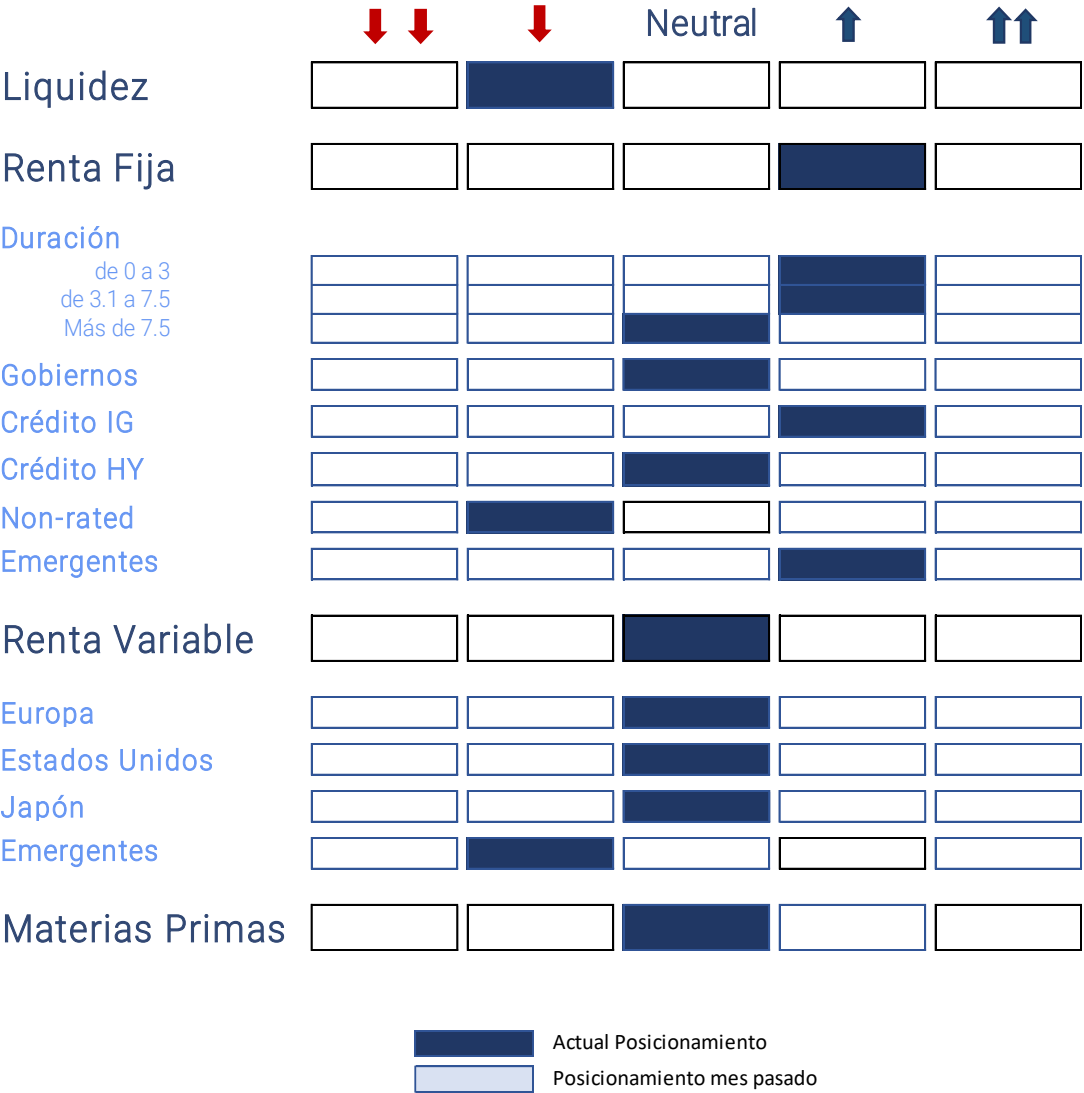 Neutral
Liquidez
Renta Fija
Duración
de 0 a 3
de 3.1 a 7.5
Más de 7.5
Gobiernos
Crédito IG
Crédito HY
Non-rated
Emergentes
Renta Variable
Europa
Estados Unidos
Japón
Emergentes
Materias Primas
Actual Posicionamiento
Posicionamiento mes pasado